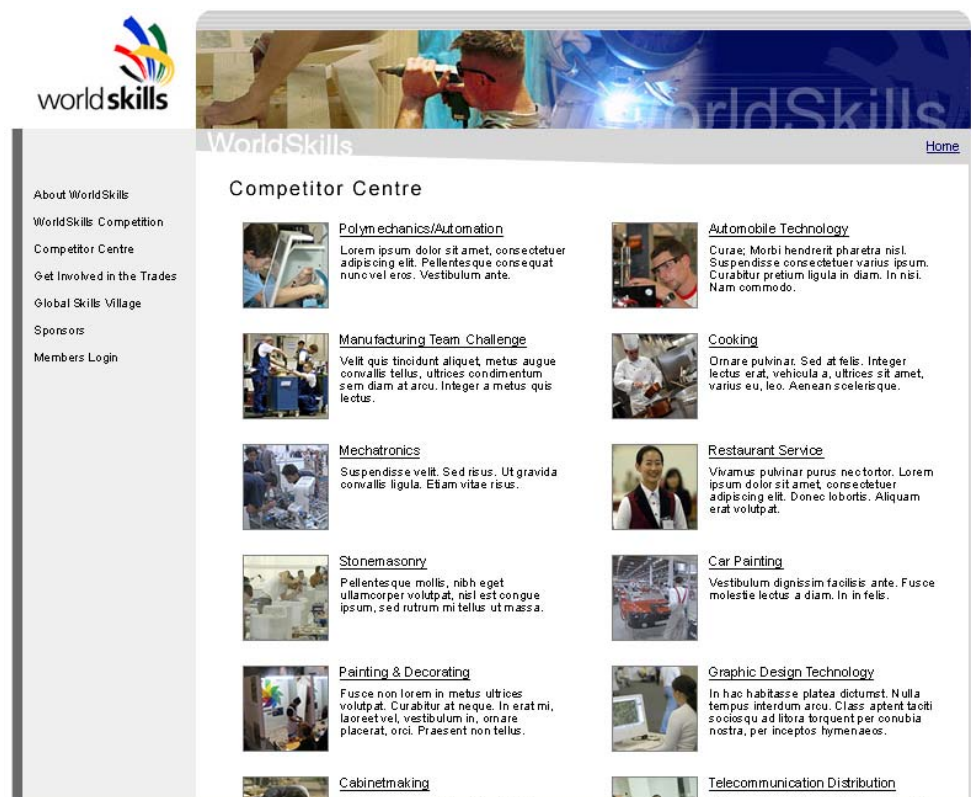 world skills
WorldSkills
WorldSkills
Home
About WorldSkills
WorldSkills Competition
Competitor Centre
Get Involved in the Trades
Global Skills Village
Sponsors
Members Login
Competitor Centre
Polymechanics/Automation
Lorem ipsum dolor sit amet, consectetuer
adipiscing elit. Pellentesque consequat
nunc vel eros. Vestibulum ante.
Automobile Technology
Curae; Morbi hendrerit pharetra nisl.
Suspendisse consectetuer varius ipsum.
Curabitur pretium ligula in diam. In nisi.
Nam commodo.
Manufacturing Team Challenge
Velit quis tincidunt aliquet, metus augue
convallis tellus, ultrices condimentum
sem diam at arcu. Integer a metus quis
lectus.
Cooking
Ornare pulvinar. Sed at felis. Integer
lectus erat, vehicula a, ultrices sit amet,
varius eu, leo. Aenean scelerisque.
Mechatronics
Suspendisse velit. Sed risus. Ut gravida
convallis ligula. Etiam vitae risus.
Restaurant Service
Vivamus pulvinar purus nec tortor. Lorem
ipsum dolor sit amet, consectetuer
adipiscing elit. Donec lobortis. Aliquam
erat volutpat.
Stonemasonry
Pellentesque mollis, nibh eget
ullamcorper volutpat, nisl est congue
ipsum, sed rutrum mi tellus ut massa.
Car Painting
Vestibulum dignissim facilisis ante. Fusce
molestie lectus a diam. In in felis.
Painting & Decorating
Fusce non lorem in metus ultrices
volutpat. Curabitur at neque. In erat mi,
laoreet vel, vestibulum in, ornare
placerat, orci. Praesent non tellus.
Graphic Design Technology
In hac habitasse platea dictumst. Nulla
tempus interdum arcu. Class aptent taciti
sociosqu ad litora torquent per conubia
nostra, per inceptos hymenaeos.
Cabinetmaking
Telecommunication Distribution